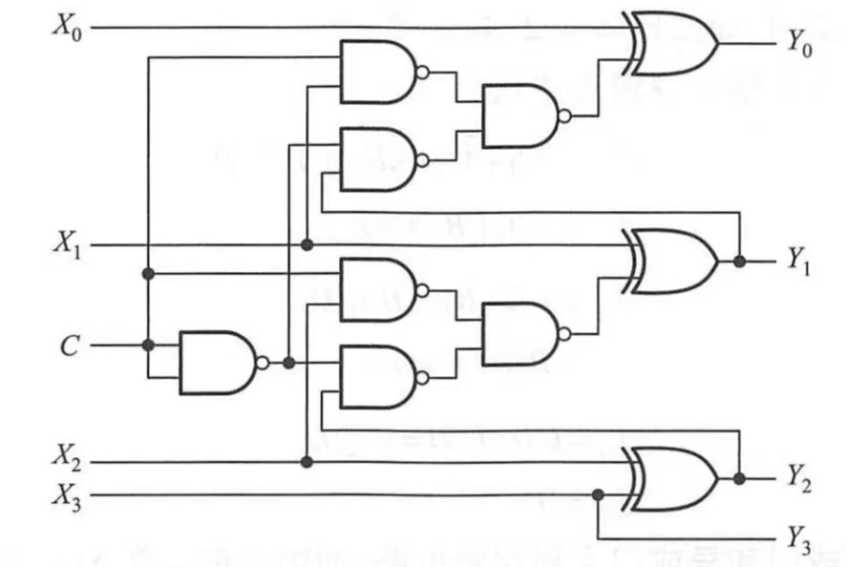 X₀
Y₀
X₁
Y₁
C
X₂
Y₂
X₃
Y₃